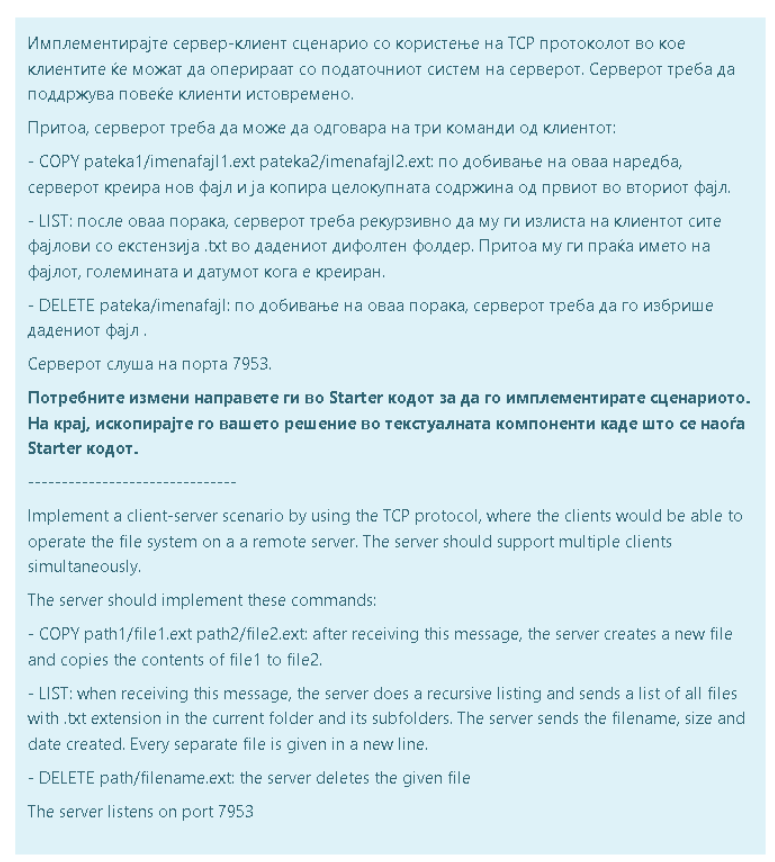 Имплементирајте сервер-клиент сценарио со користење на TCP протоколот во кое
клиентите ќе можат да оперираат со податочниот систем на серверот. Серверот треба да
поддржува повеќе клиенти истовремено.
Притоа, серверот треба да може да одговара на три команди од клиентот:
- COPY pateka1/imenafajl1.ext pateka2/imenafajl2.ext: по добивање на оваа наредба,
серверот креира нов фајл и ја копира целокупната содржина од првиот во вториот фајл.
- LIST: после оваа порака, серверот треба рекурзивно да му ги излиста на клиентот сите
фајлови со екстензија .txt во дадениот дифолтен фолдер. Притоа му ги праќа името на
фајлот, големината и датумот кога е креиран.
- DELETE pateka/imenafajl: по добивање на оваа порака, серверот треба да го избрише
дадениот фајл .
Серверот слуша на порта 7953.
Потребните измени направете ги во Starter кодот за да го имплементирате сценариото.
На крај, ископирајте го вашето решение во текстуалната компоненти каде што се наоѓа
Starter кодот.
-------------------------------
Implement a client-server scenario by using the TCP protocol, where the clients would be able to
operate the file system on a a remote server. The server should support multiple clients
simultaneously.
The server should implement these commands:
- COPY path1/file1.ext path2/file2.ext: after receiving this message, the server creates a new file
and copies the contents of file1 to file2.
- LIST: when receiving this message, the server does a recursive listing and sends a list of all files
with .txt extension in the current folder and its subfolders. The server sends the filename, size and
date created. Every separate file is given in a new line.
- DELETE path/filename.ext: the server deletes the given file
The server listens on port 7953